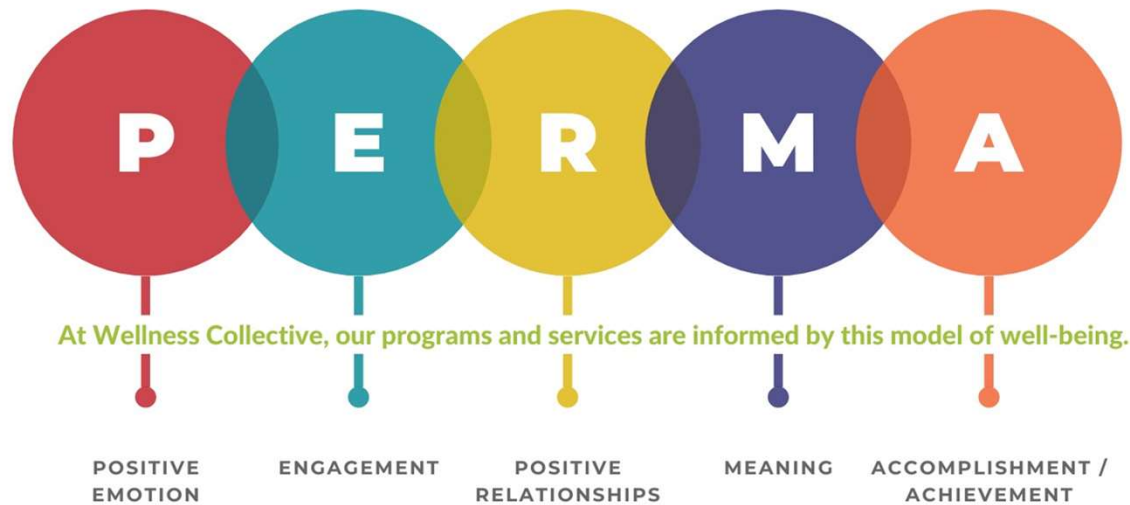 P E R M A
At Wellness Collective, our programs and services are informed by this model of well-being.
POSITIVE
EMOTION
ENGAGEMENT
POSITIVE
RELATIONSHIPS
MEANING
ACCOMPLISHMENT /
ACHIEVEMENT